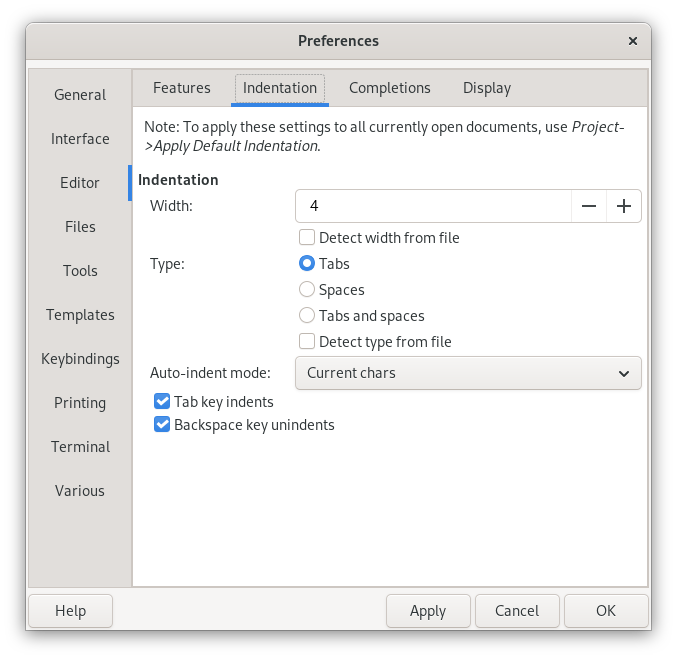 Preferences
General
Interface
Editor
Files
Tools
Templates
Keybindings
Printing
Terminal
Various
Features
Indentation
Completions
Display
Note: To apply these settings to all currently open documents, use Project-
>Apply Default Indentation.
Indentation
Width:
4
Detect width from file
Type:
Tabs
Spaces
Tabs and spaces
Detect type from file
Auto-indent mode:
Current chars
Tab key indents
Backspace key unindents
Help
Apply
Cancel
OK